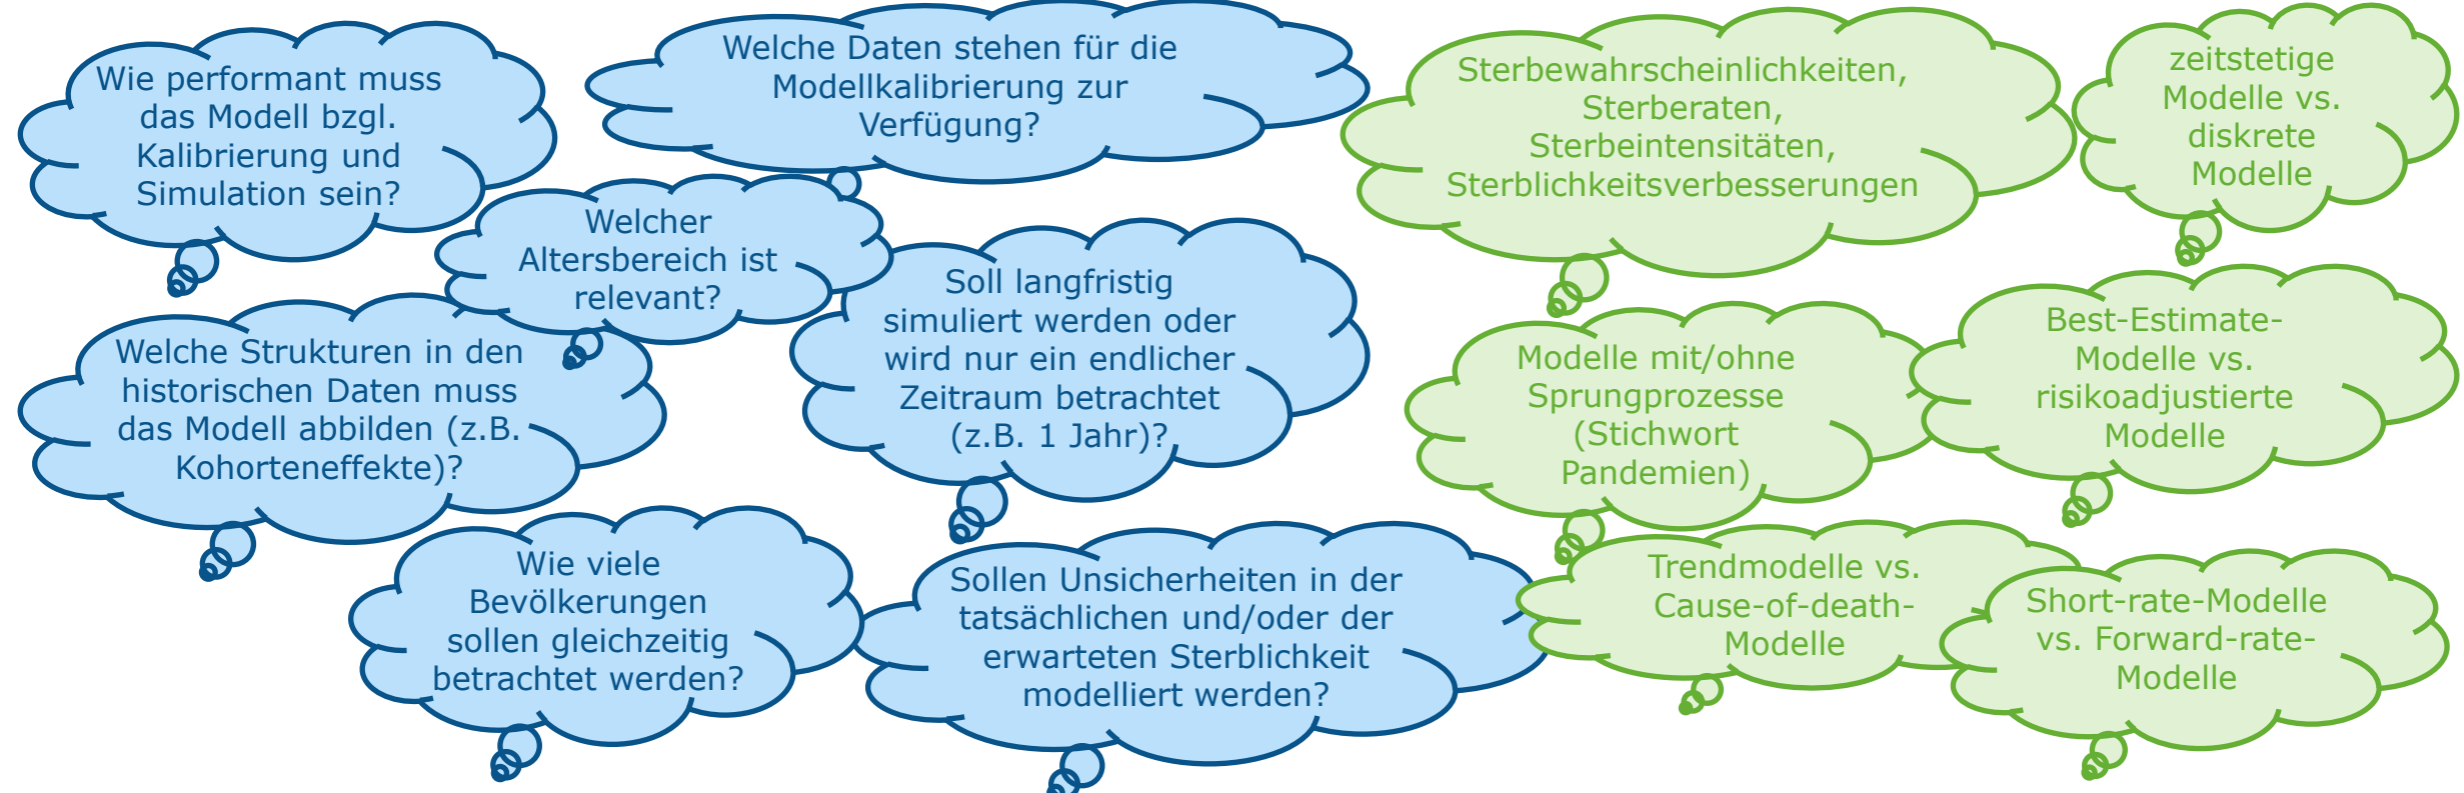 Wie performant muss
das Modell bzgl.
Kalibrierung und
Simulation sein?
Welche Daten stehen für die
Modellkalibrierung zur
Verfügung?
Welcher
Altersbereich ist
relevant?
Welche Strukturen in den
historischen Daten muss
das Modell abbilden (z.B.
Kohorteneffekte)?
Soll langfristig
simuliert werden oder
wird nur ein endlicher
Zeitraum betrachtet
(z.B. 1 Jahr)?
Wie viele
Bevölkerungen
sollen gleichzeitig
betrachtet werden?
Sollen Unsicherheiten in der
tatsächlichen und/oder der
erwarteten Sterblichkeit
modelliert werden?
Sterbewahrscheinlichkeiten,
Sterberaten,
Sterbeintensitäten,
Sterblichkeitsverbesserungen
zeitstetige
Modelle vs.
diskrete
Modelle
Modelle mit/ohne
Sprungprozesse
(Stichwort
Pandemien)
Best-Estimate-
Modelle vs.
risikoadjustierte
Modelle
Trendmodelle vs.
Cause-of-death-
Modelle
Short-rate-Modelle
vs. Forward-rate-
Modelle